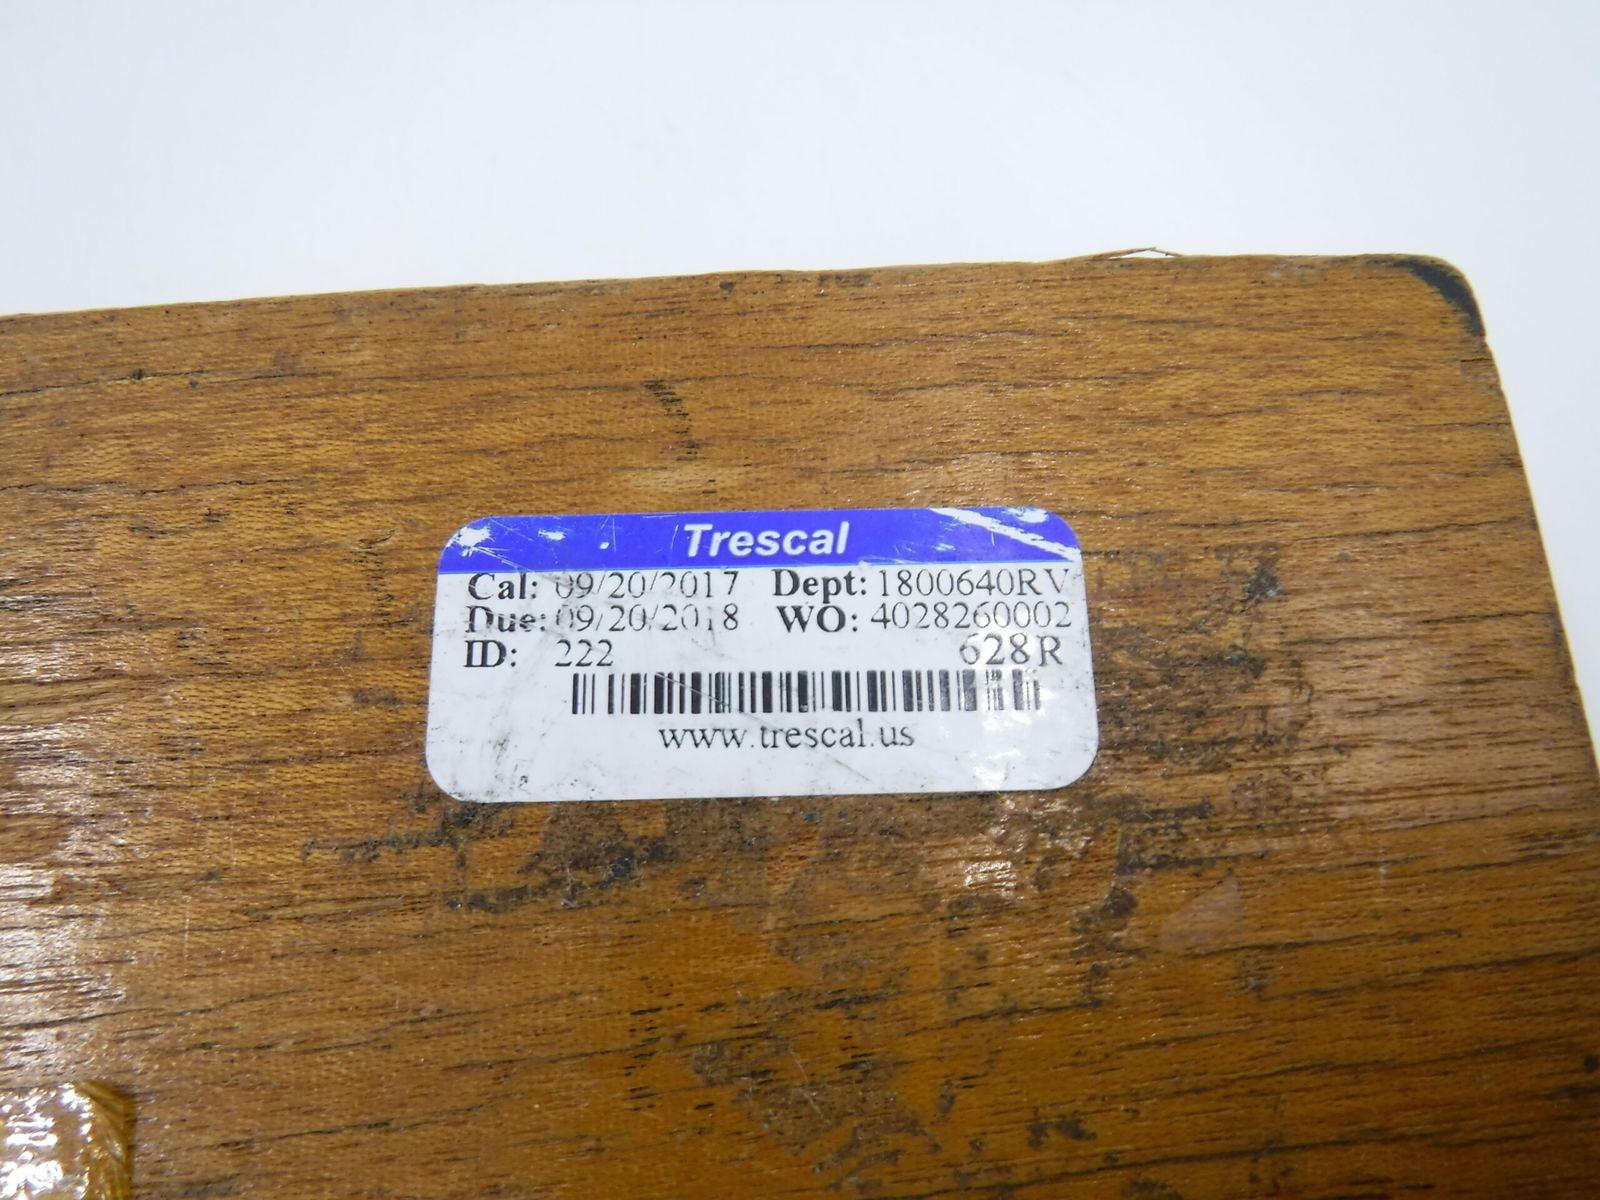 Trescal
Cal: 09/20/2017 Dept: 1800640RV
Due: 09/20/2018 WO: 4028260002
ID: 222 628R
www.trescal.us